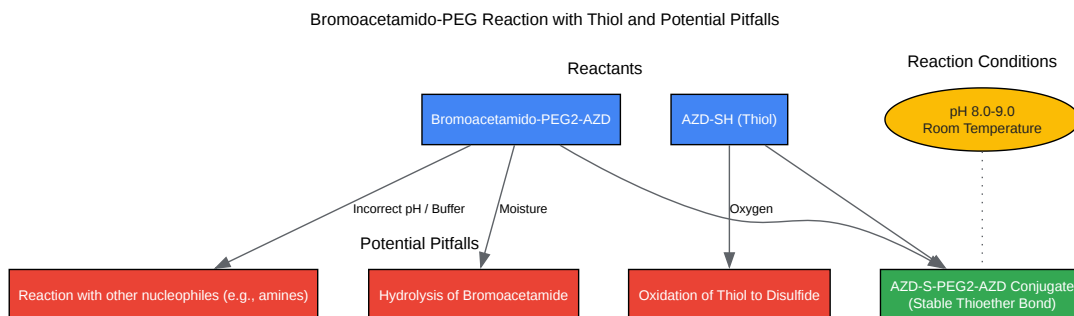 Bromoacetamido-PEG Reaction with Thiol and Potential Pitfalls
Reactants
Reaction Conditions
Bromoacetamido-PEG2-AZD
AZD-SH (Thiol)
pH 8.0-9.0
Room Temperature
Incorrect pH / Buffer
Moisture
Oxygen
Potential Pitfalls
Reaction with other nucleophiles (e.g., amines)
Hydrolysis of Bromoacetamide
Oxidation of Thiol to Disulfide
AZD-S-PEG2-AZD Conjugate
(Stable Thioether Bond)